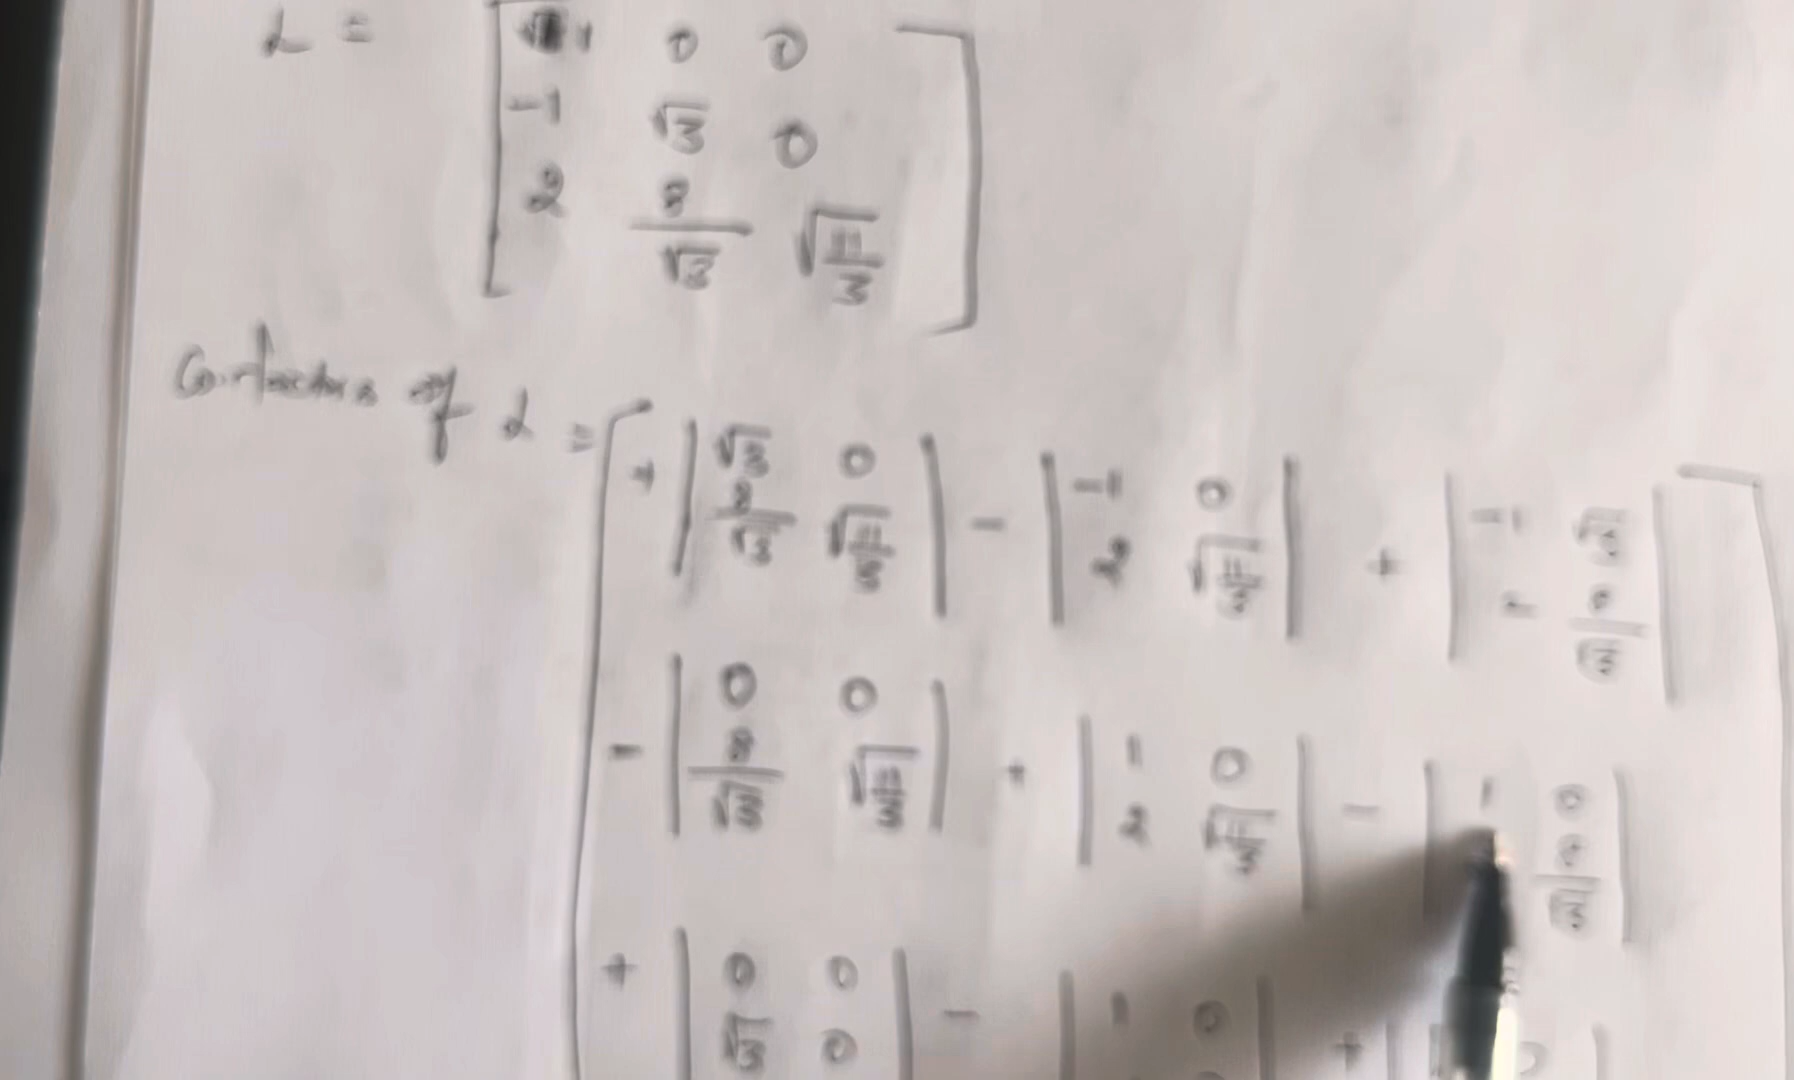 L = [ 1 0 0
-1 √3 0
2 8/√3 √(11/3) ]
Co-factors of L = [ + | √3 0 | - | -1 0 | + | -1 √3 |
| 8/√3 √(11/3) | | 2 √(11/3) | | 2 8/√3 | ]
- | 0 0 | + | 1 0 | - | 1 0 |
| 8/√3 √(11/3) | | 2 √(11/3) | | 2 8/√3 |
+ | 0 0 | - | 1 0 | + |
| √3 0 |